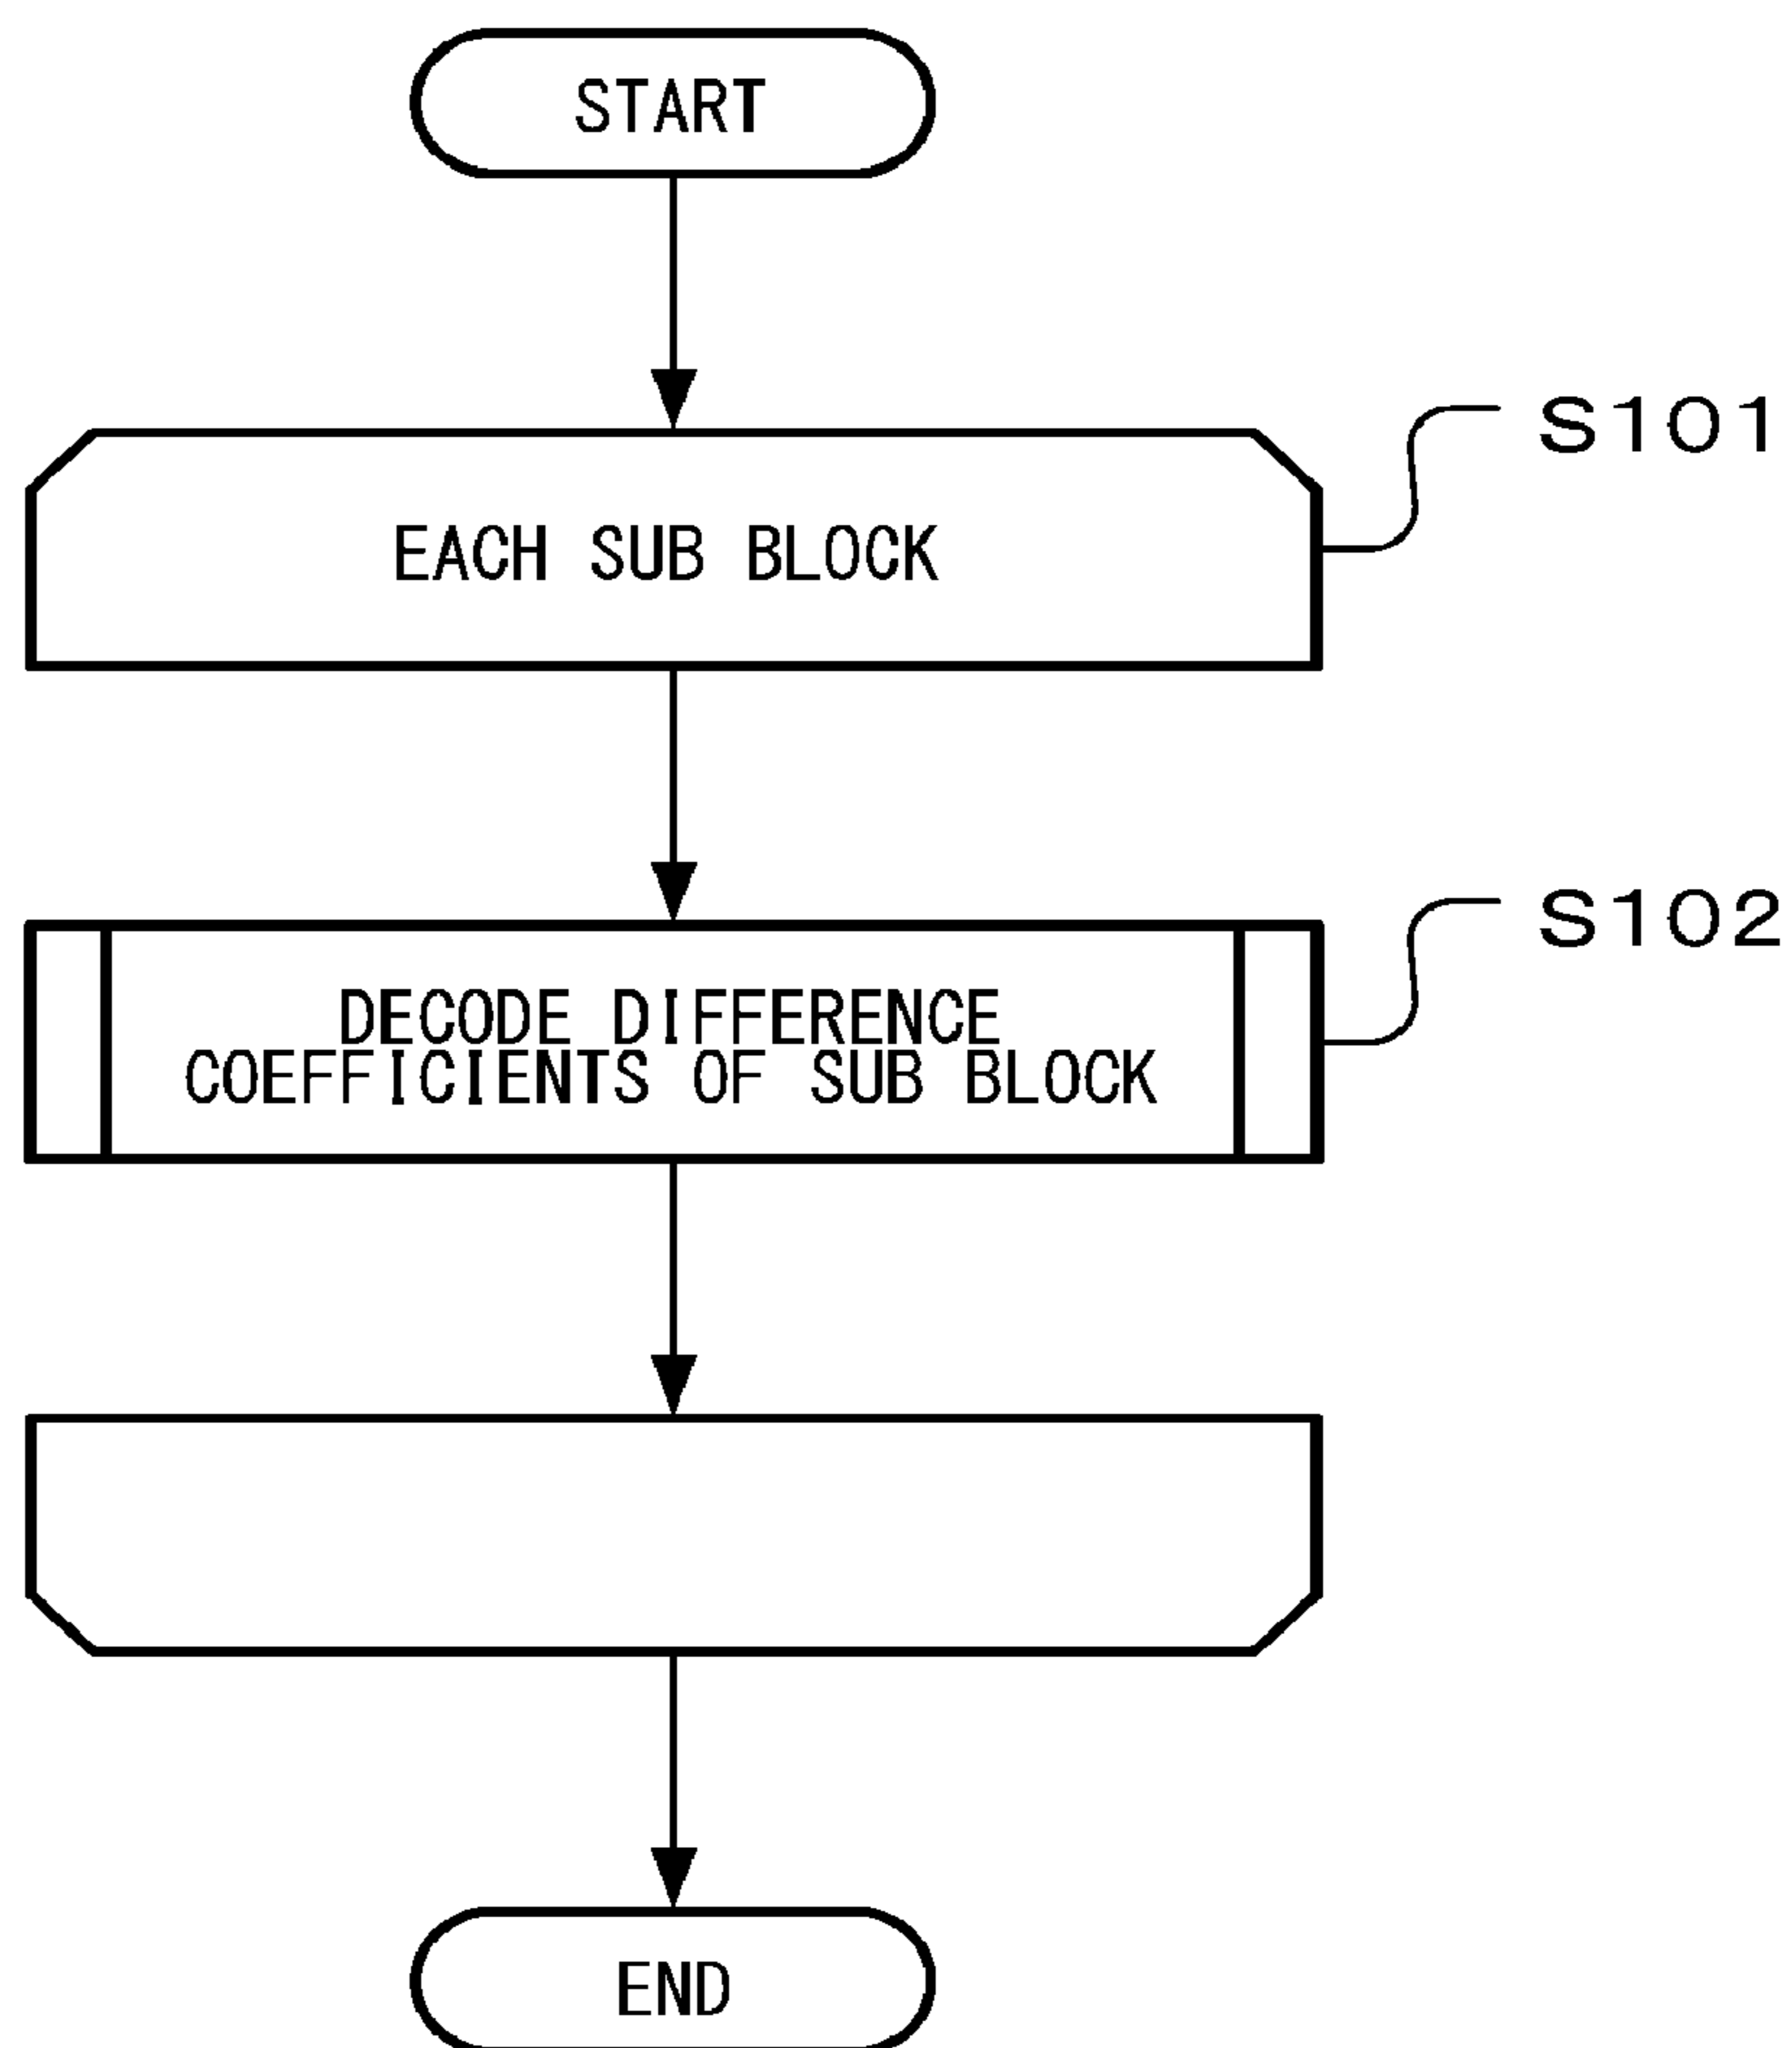 START
EACH SUB BLOCK
S101
DECODE DIFFERENCE
COEFFICIENTS OF SUB BLOCK
S102
END